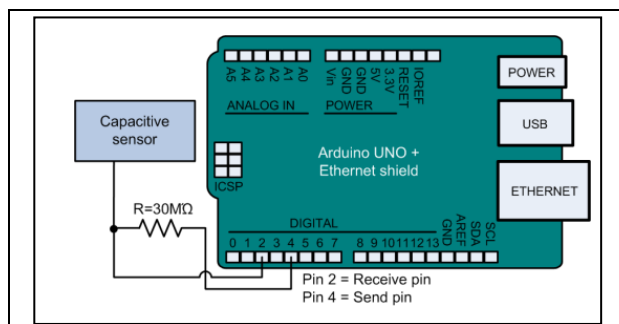 A5 A4 A3 A2 A1 A0
Vin GND GND 5V 3.3V RESET IOREF
ANALOG IN
POWER
POWER
USB
ETHERNET
Capacitive
sensor
Arduino UNO +
Ethernet shield
ICSP
R=30MΩ
DIGITAL
0 1 2 3 4 5 6 7
8 9 10 11 12 13 GND AREF SDA SCL
Pin 2 = Receive pin
Pin 4 = Send pin